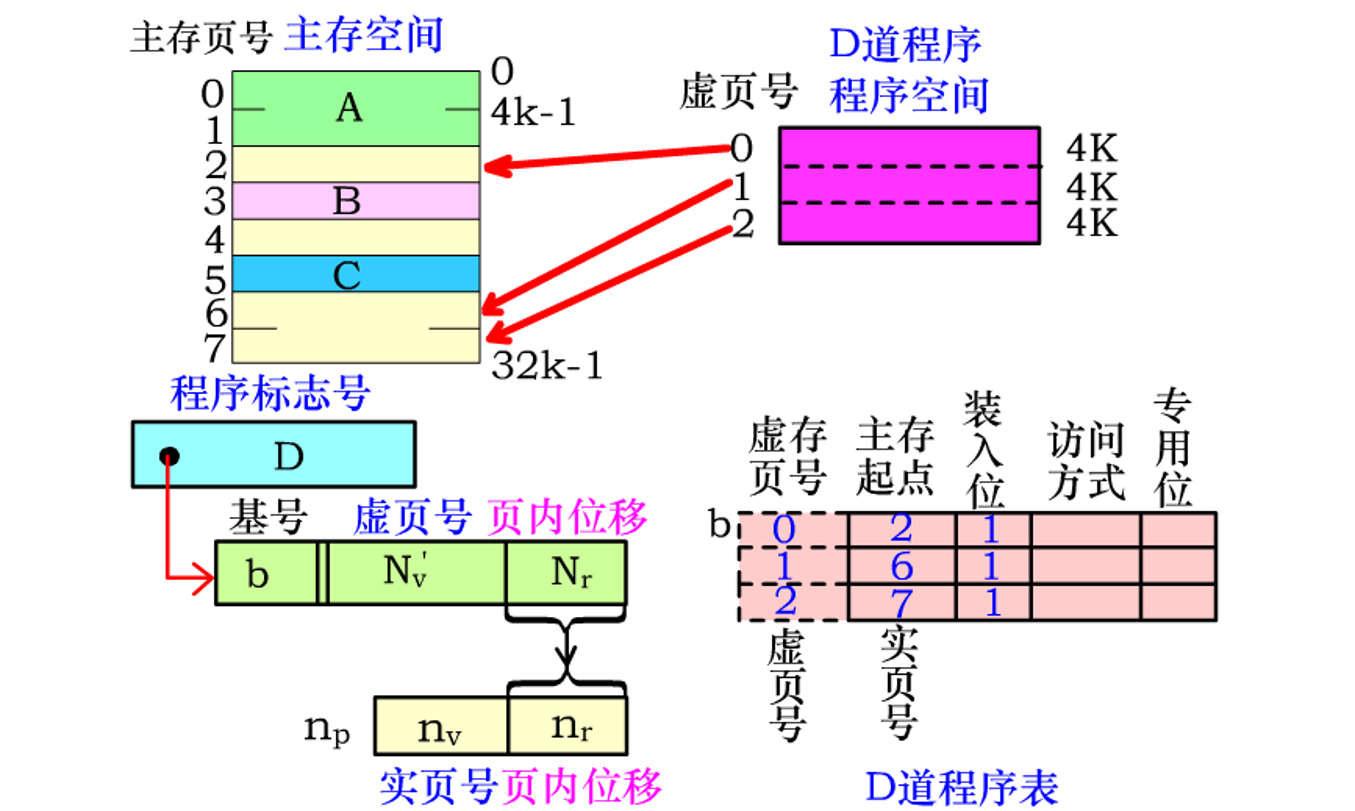 主存页号 主存空间
0
0
A
4k-1
1
2
3
B
4
5
C
6
7
32k-1
D道程序
虚页号 程序空间
0
4K
1
4K
2
4K
程序标志号
D
基号 虚页号 页内位移
b
Nv'
Nr
np
nv
nr
实页号 页内位移
虚存页号
主存起点
装入位
访问方式
专用位
b
0 2 1
1 6 1
2 7 1
虚页号
实页号
D道程序表